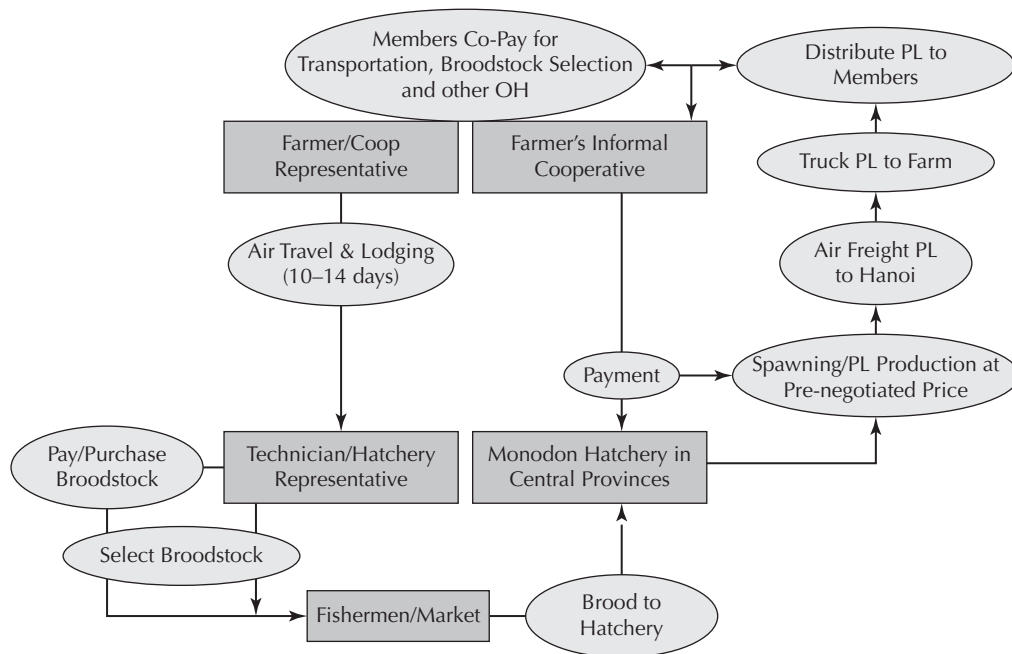 Members Co-Pay for
Transportation, Broodstock Selection
and other OH
Distribute PL to
Members
Farmer/Coop
Representative
Farmer’s Informal
Cooperative
Truck PL to Farm
Air Travel & Lodging
(10–14 days)
Air Freight PL
to Hanoi
Payment
Spawning/PL Production at
Pre-negotiated Price
Pay/Purchase
Broodstock
Technician/Hatchery
Representative
Monodon Hatchery in
Central Provinces
Select Broodstock
Fishermen/Market
Brood to
Hatchery